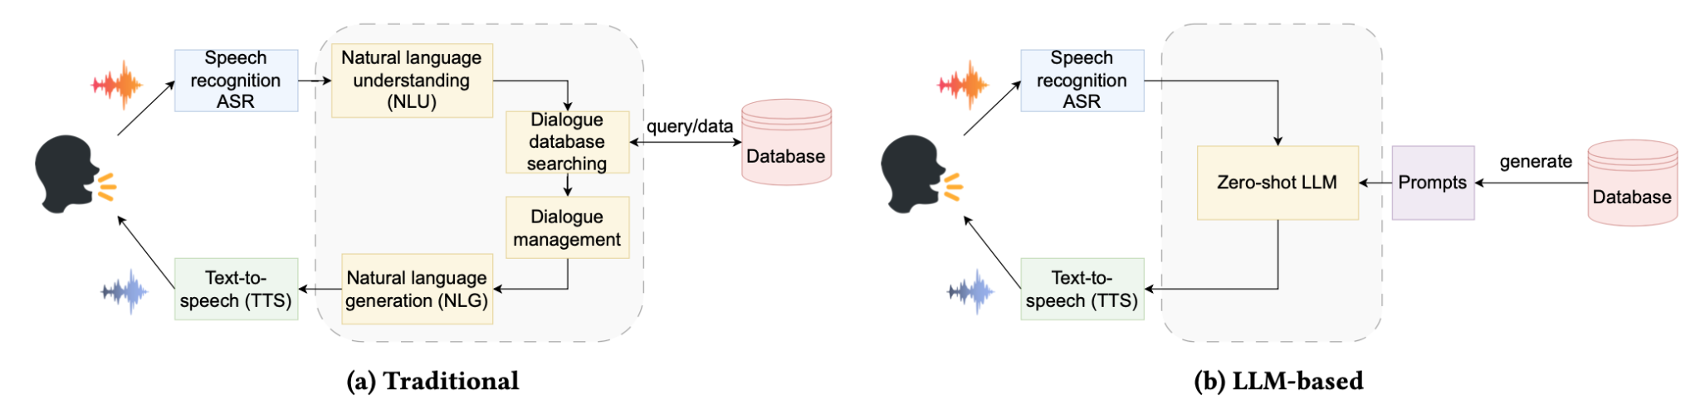 Speech
recognition
ASR
Natural language
understanding
(NLU)
Dialogue
database
searching
query/data
Database
Dialogue
management
Natural language
generation (NLG)
Text-to-
speech (TTS)
(a) Traditional
Speech
recognition
ASR
Zero-shot LLM
Prompts
generate
Database
Text-to-
speech (TTS)
(b) LLM-based